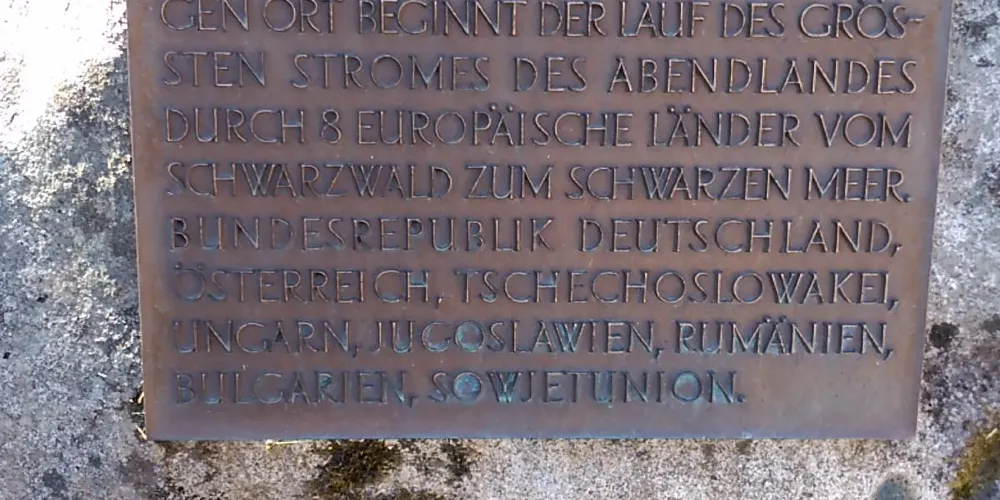 GEN ORT BEGINNT DER LAUF DES GRÖS-
STEN STROMES DES ABENDLANDES
DURCH 8 EUROPÄISCHE LÄNDER VOM
SCHWARZWALD ZUM SCHWARZEN MEER.
BUNDESREPUBLIK DEUTSCHLAND,
ÖSTERREICH, TSCHECHOSLOWAKEI,
UNGARN, JUGOSLAWIEN, RUMÄNIEN,
BULGARIEN, SOWJETUNION.